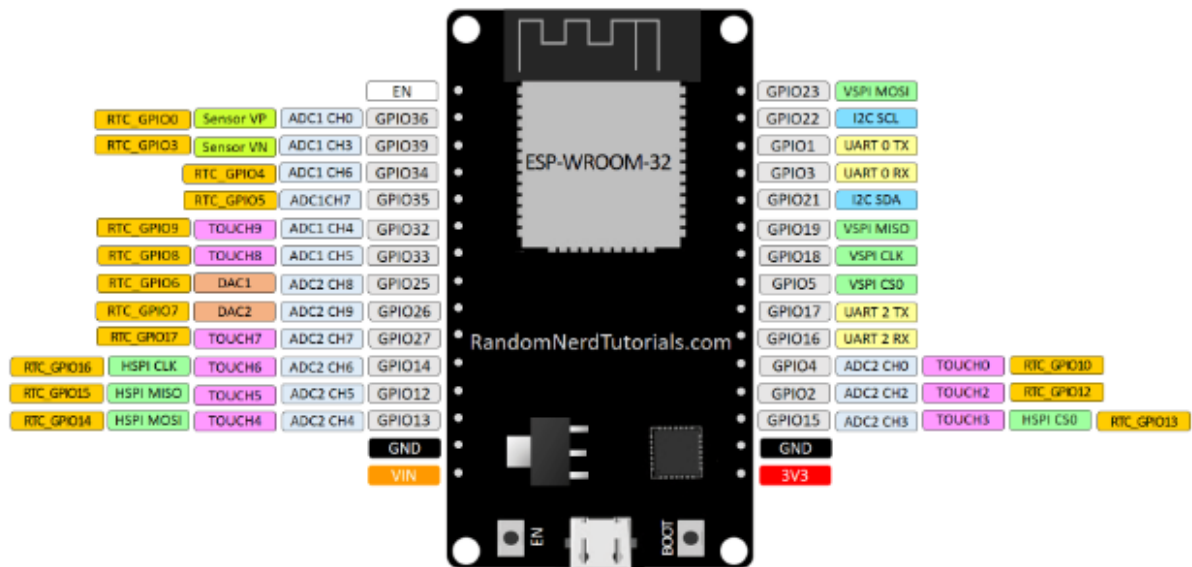 EN GPIO23 VSPI MOSI
RTC_GPIO0 Sensor VP ADC1 CH0 GPIO36 GPIO22 I2C SCL
RTC_GPIO3 Sensor VN ADC1 CH3 GPIO39 GPIO1 UART 0 TX
RTC_GPIO4 ADC1 CH6 GPIO34 ESP-WROOM-32 GPIO3 UART 0 RX
RTC_GPIO5 ADC1CH7 GPIO35 GPIO21 I2C SDA
RTC_GPIO9 TOUCH9 ADC1 CH4 GPIO32 GPIO19 VSPI MISO
RTC_GPIO8 TOUCH8 ADC1 CH5 GPIO33 GPIO18 VSPI CLK
RTC_GPIO6 DAC1 ADC2 CH8 GPIO25 GPIO5 VSPI CS0
RTC_GPIO7 DAC2 ADC2 CH9 GPIO26 GPIO17 UART 2 TX
RTC_GPIO17 TOUCH7 ADC2 CH7 GPIO27 RandomNerdTutorials.com GPIO16 UART 2 RX
RTC_GPIO16 HSPI CLK TOUCH6 ADC2 CH6 GPIO14 GPIO4 ADC2 CH0 TOUCH0 RTC_GPIO10
RTC_GPIO15 HSPI MISO TOUCH5 ADC2 CH5 GPIO12 GPIO2 ADC2 CH2 TOUCH2 RTC_GPIO12
RTC_GPIO14 HSPI MOSI TOUCH4 ADC2 CH4 GPIO13 GPIO15 ADC2 CH3 TOUCH3 HSPI CS0 RTC_GPIO13
GND GND
VIN 3V3
EN BOOT